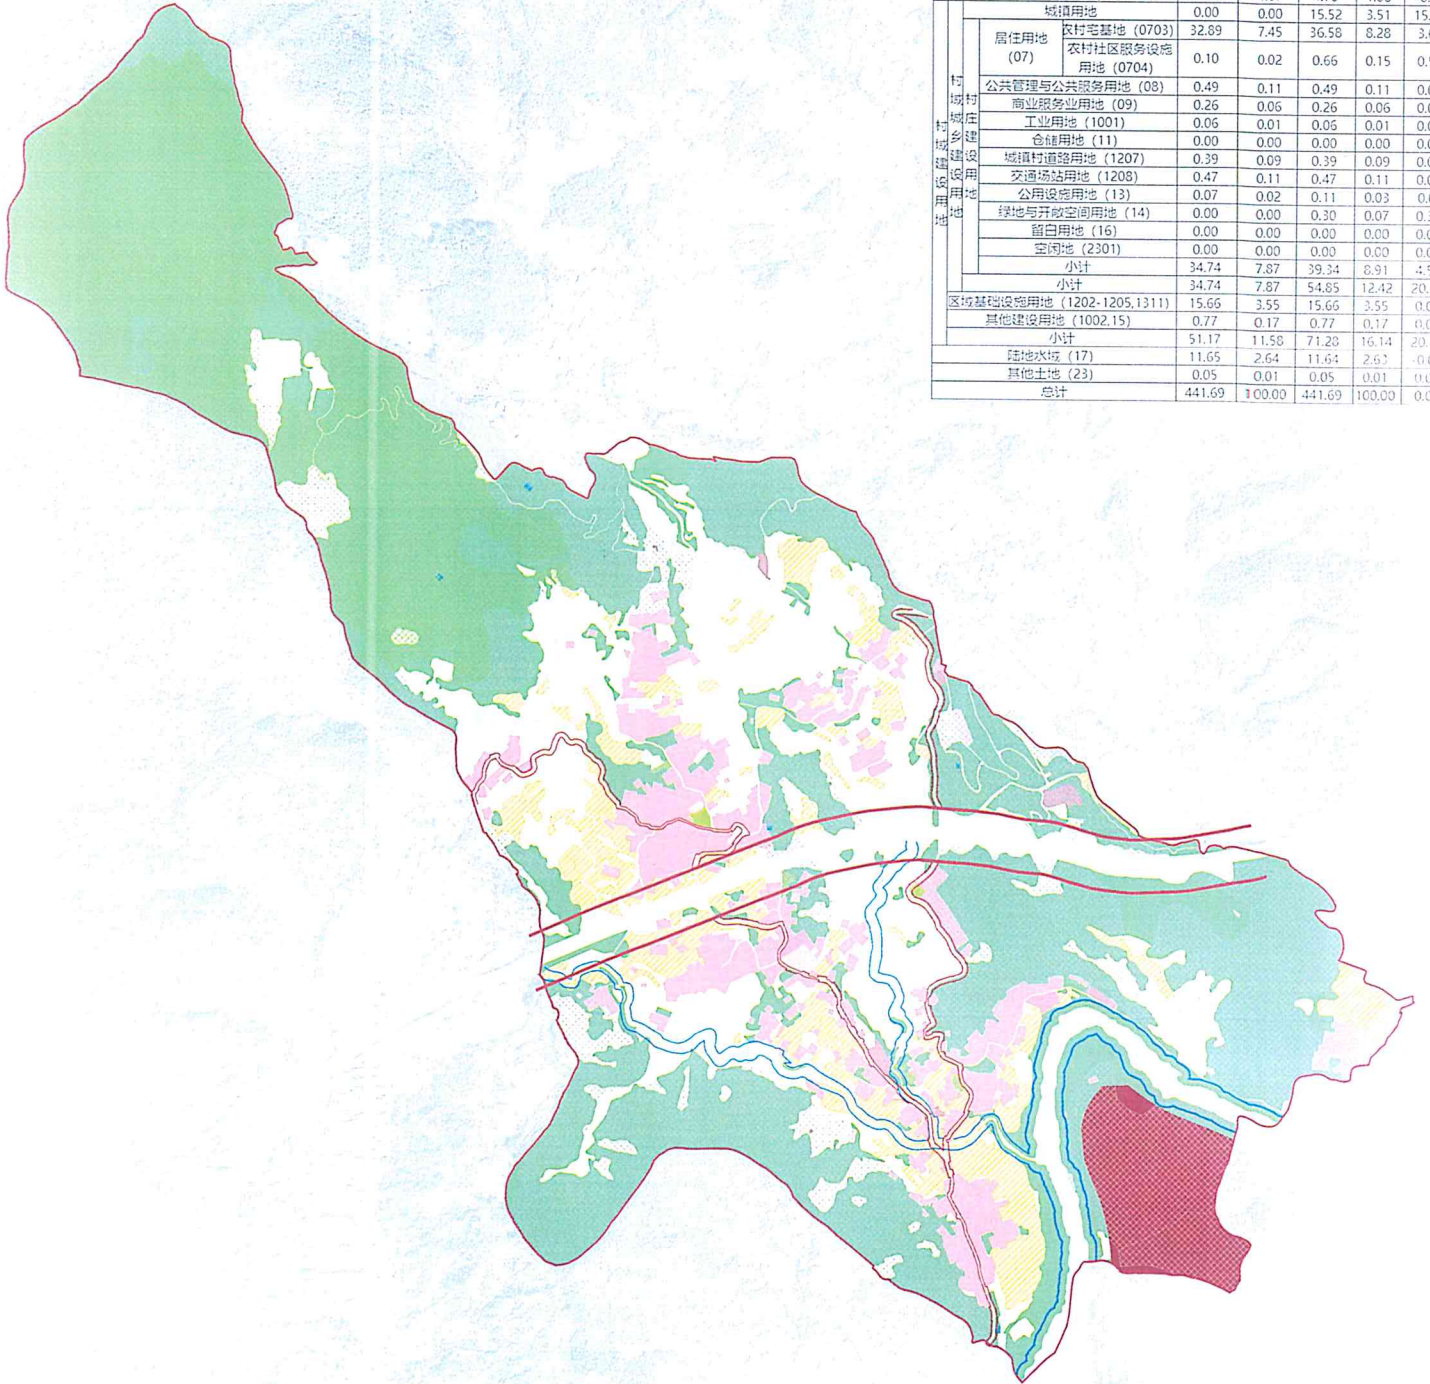 城镇用地 0.00 0.00 15.52 3.51
居住用地 (07) 农村宅基地 (0703) 32.89 7.45 36.58 8.28
农村社区服务设施用地 (0704) 0.10 0.02 0.66 0.15
公共管理与公共服务用地 (08) 0.49 0.11 0.49 0.11
商业服务业用地 (09) 0.26 0.06 0.26 0.06
工业用地 (1001) 0.06 0.01 0.06 0.01
仓储用地 (11) 0.00 0.00 0.00 0.00
城镇村道路用地 (1207) 0.39 0.09 0.39 0.09
交通场站用地 (1208) 0.47 0.11 0.47 0.11
公用设施用地 (13) 0.07 0.02 0.11 0.03
绿地与开敞空间用地 (14) 0.00 0.00 0.30 0.07
留白用地 (16) 0.00 0.00 0.00 0.00
空闲地 (2301) 0.00 0.00 0.00 0.00
小计 34.74 7.87 39.34 8.91
小计 34.74 7.87 54.85 12.42
区域基础设施用地 (1202-1205,1311) 15.66 3.55 15.66 3.55
其他建设用地 (1002,15) 0.77 0.17 0.77 0.17
小计 51.17 11.58 71.28 16.14
陆地水域 (17) 11.65 2.64 11.64 2.63
其他土地 (23) 0.05 0.01 0.05 0.01
总计 441.69 100.00 441.69 100.00
村域建设用地
村域城乡建设用地
村庄建设用地